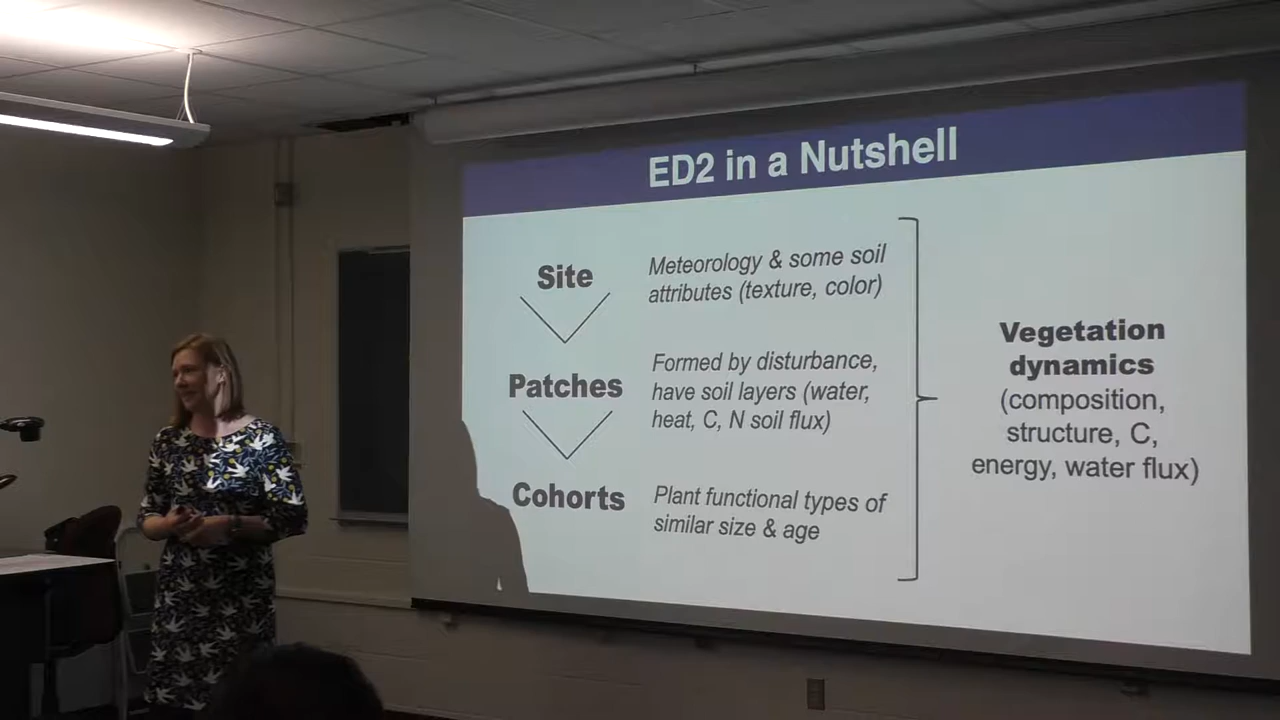 ED2 in a Nutshell
Site
Meteorology & some soil
attributes (texture, color)
Patches
Formed by disturbance,
have soil layers (water,
heat, C, N soil flux)
Cohorts
Plant functional types of
similar size & age
Vegetation
dynamics
(composition,
structure, C,
energy, water flux)